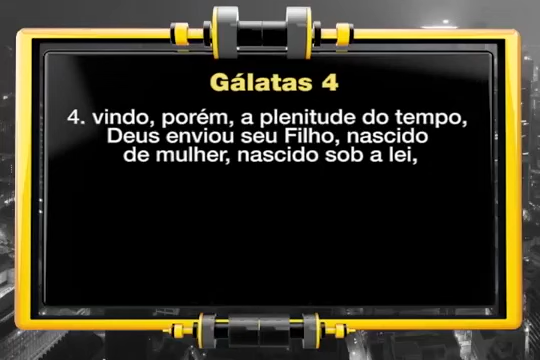 Gálatas 4
4. vindo, porém, a plenitude do tempo,
Deus enviou seu Filho, nascido
de mulher, nascido sob a lei,